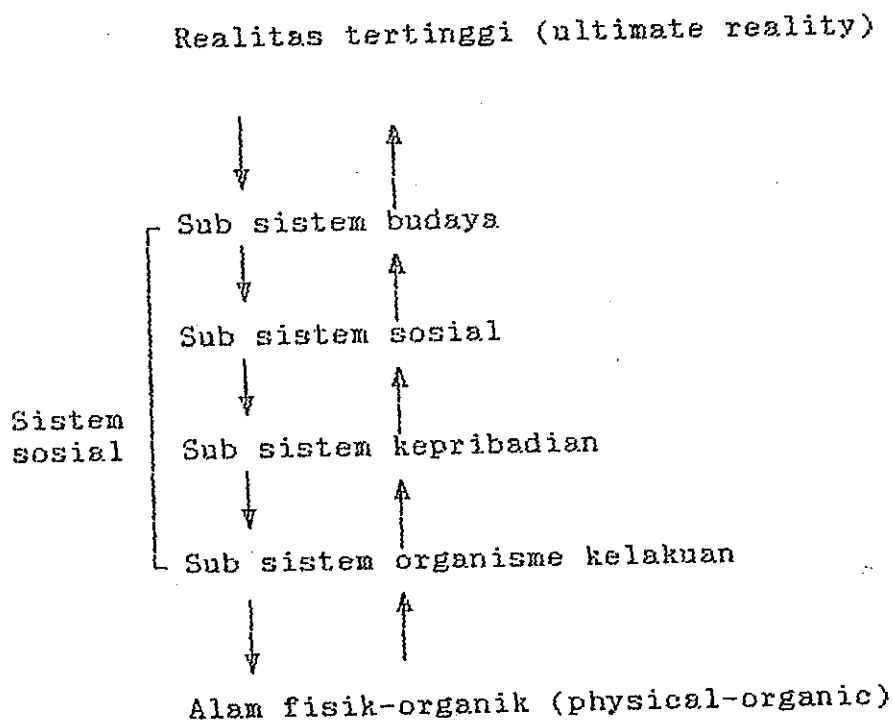 Realitas tertinggi (ultimate reality)
Sub sistem budaya
Sub sistem sosial
Sistem
sosial
Sub sistem kepribadian
Sub sistem organisme kelakuan
Alam fisik-organik (physical-organic)